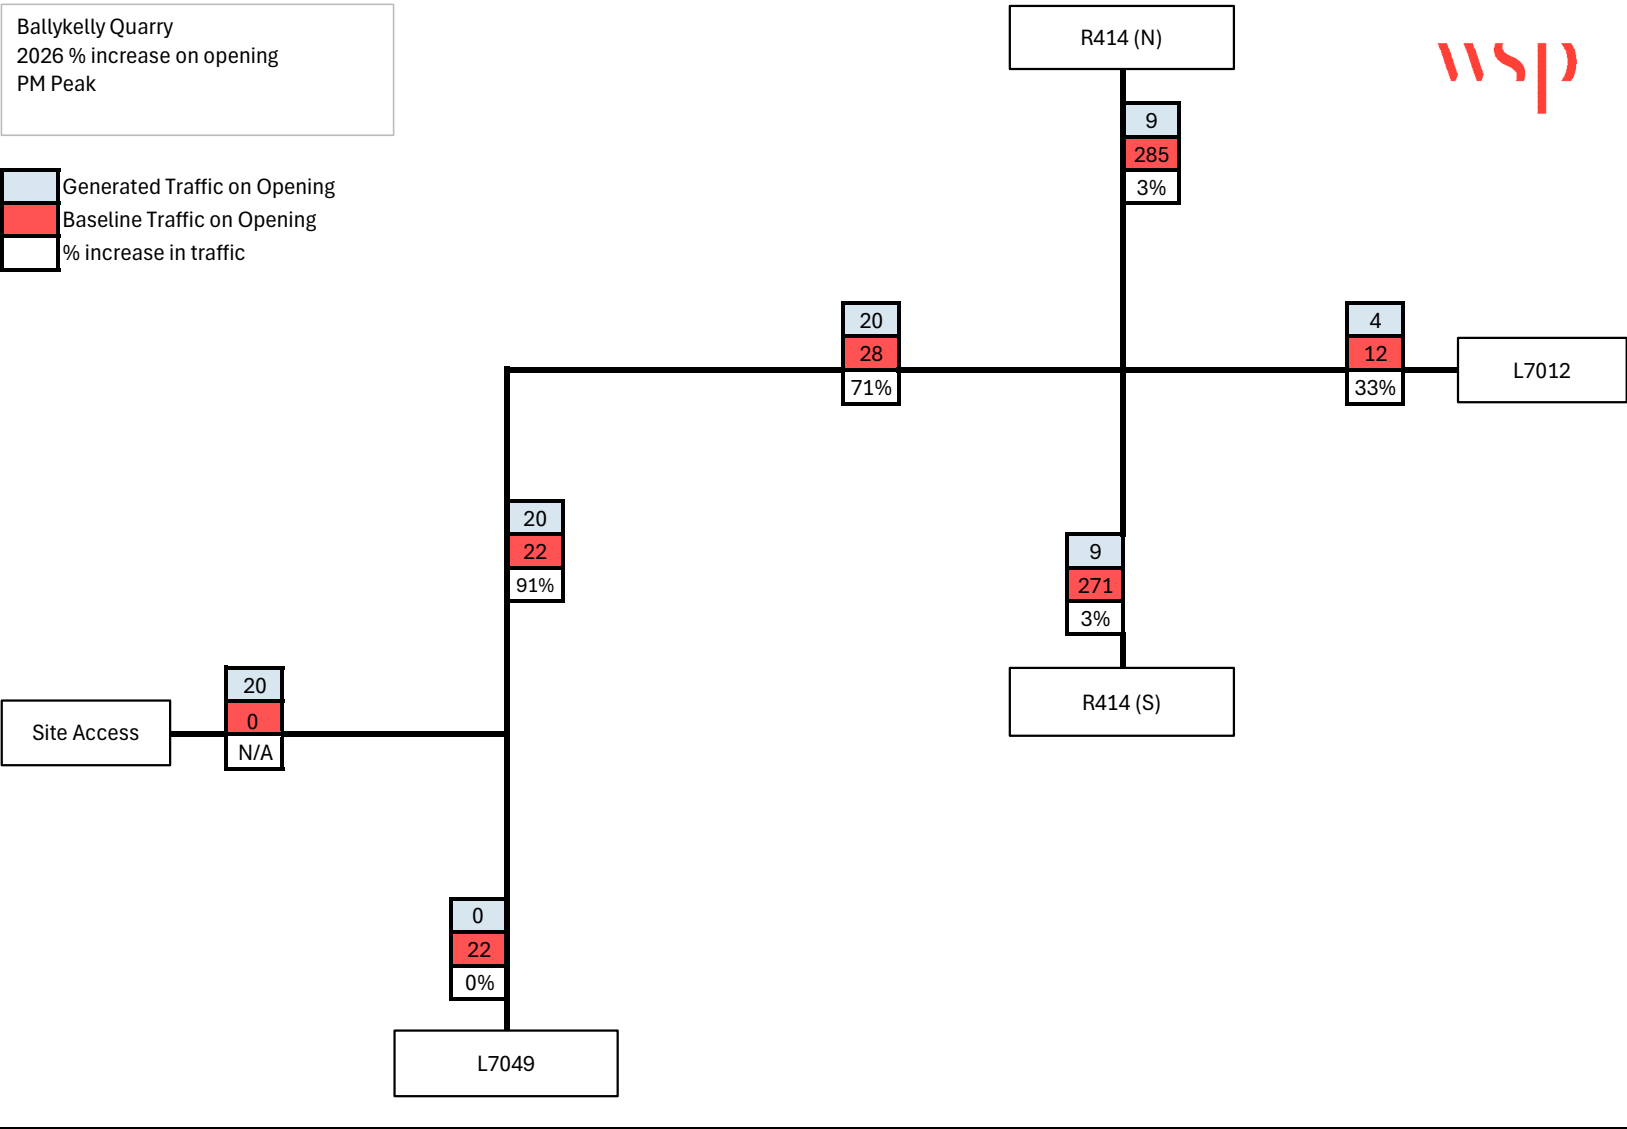 Ballykelly Quarry
2026 % increase on opening
PM Peak
R414 (N)
wsp
Generated Traffic on Opening
Baseline Traffic on Opening
% increase in traffic
9
285
3%
20
28
71%
4
12
33%
L7012
20
22
91%
9
271
3%
R414 (S)
Site Access
20
0
N/A
0
22
0%
L7049